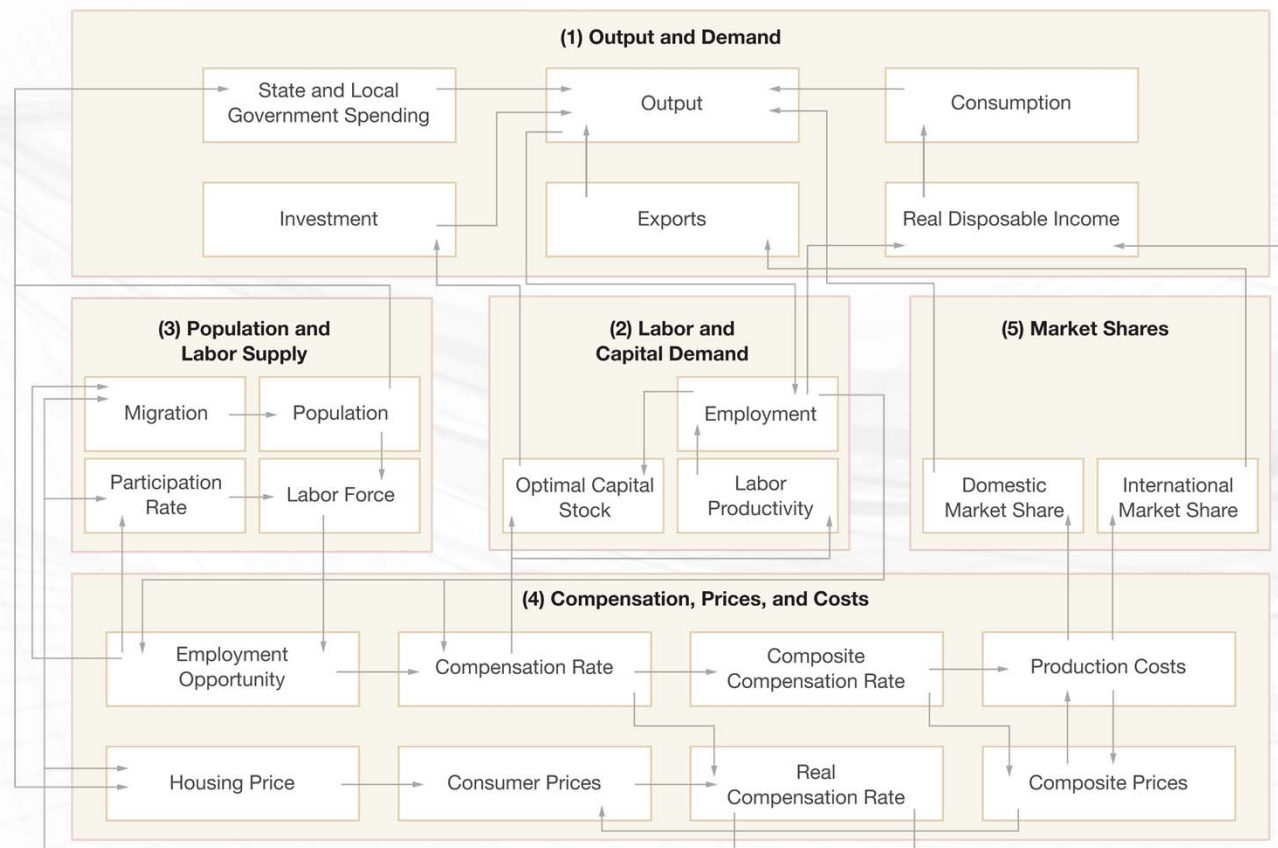 (1) Output and Demand
State and Local
Government Spending
Output
Consumption
Investment
Exports
Real Disposable Income
(3) Population and
Labor Supply
Migration
Population
Participation
Rate
Labor Force
(2) Labor and
Capital Demand
Employment
Optimal Capital
Stock
Labor
Productivity
(5) Market Shares
Domestic
Market Share
International
Market Share
(4) Compensation, Prices, and Costs
Employment
Opportunity
Compensation Rate
Composite
Compensation Rate
Production Costs
Housing Price
Consumer Prices
Real
Compensation Rate
Composite Prices